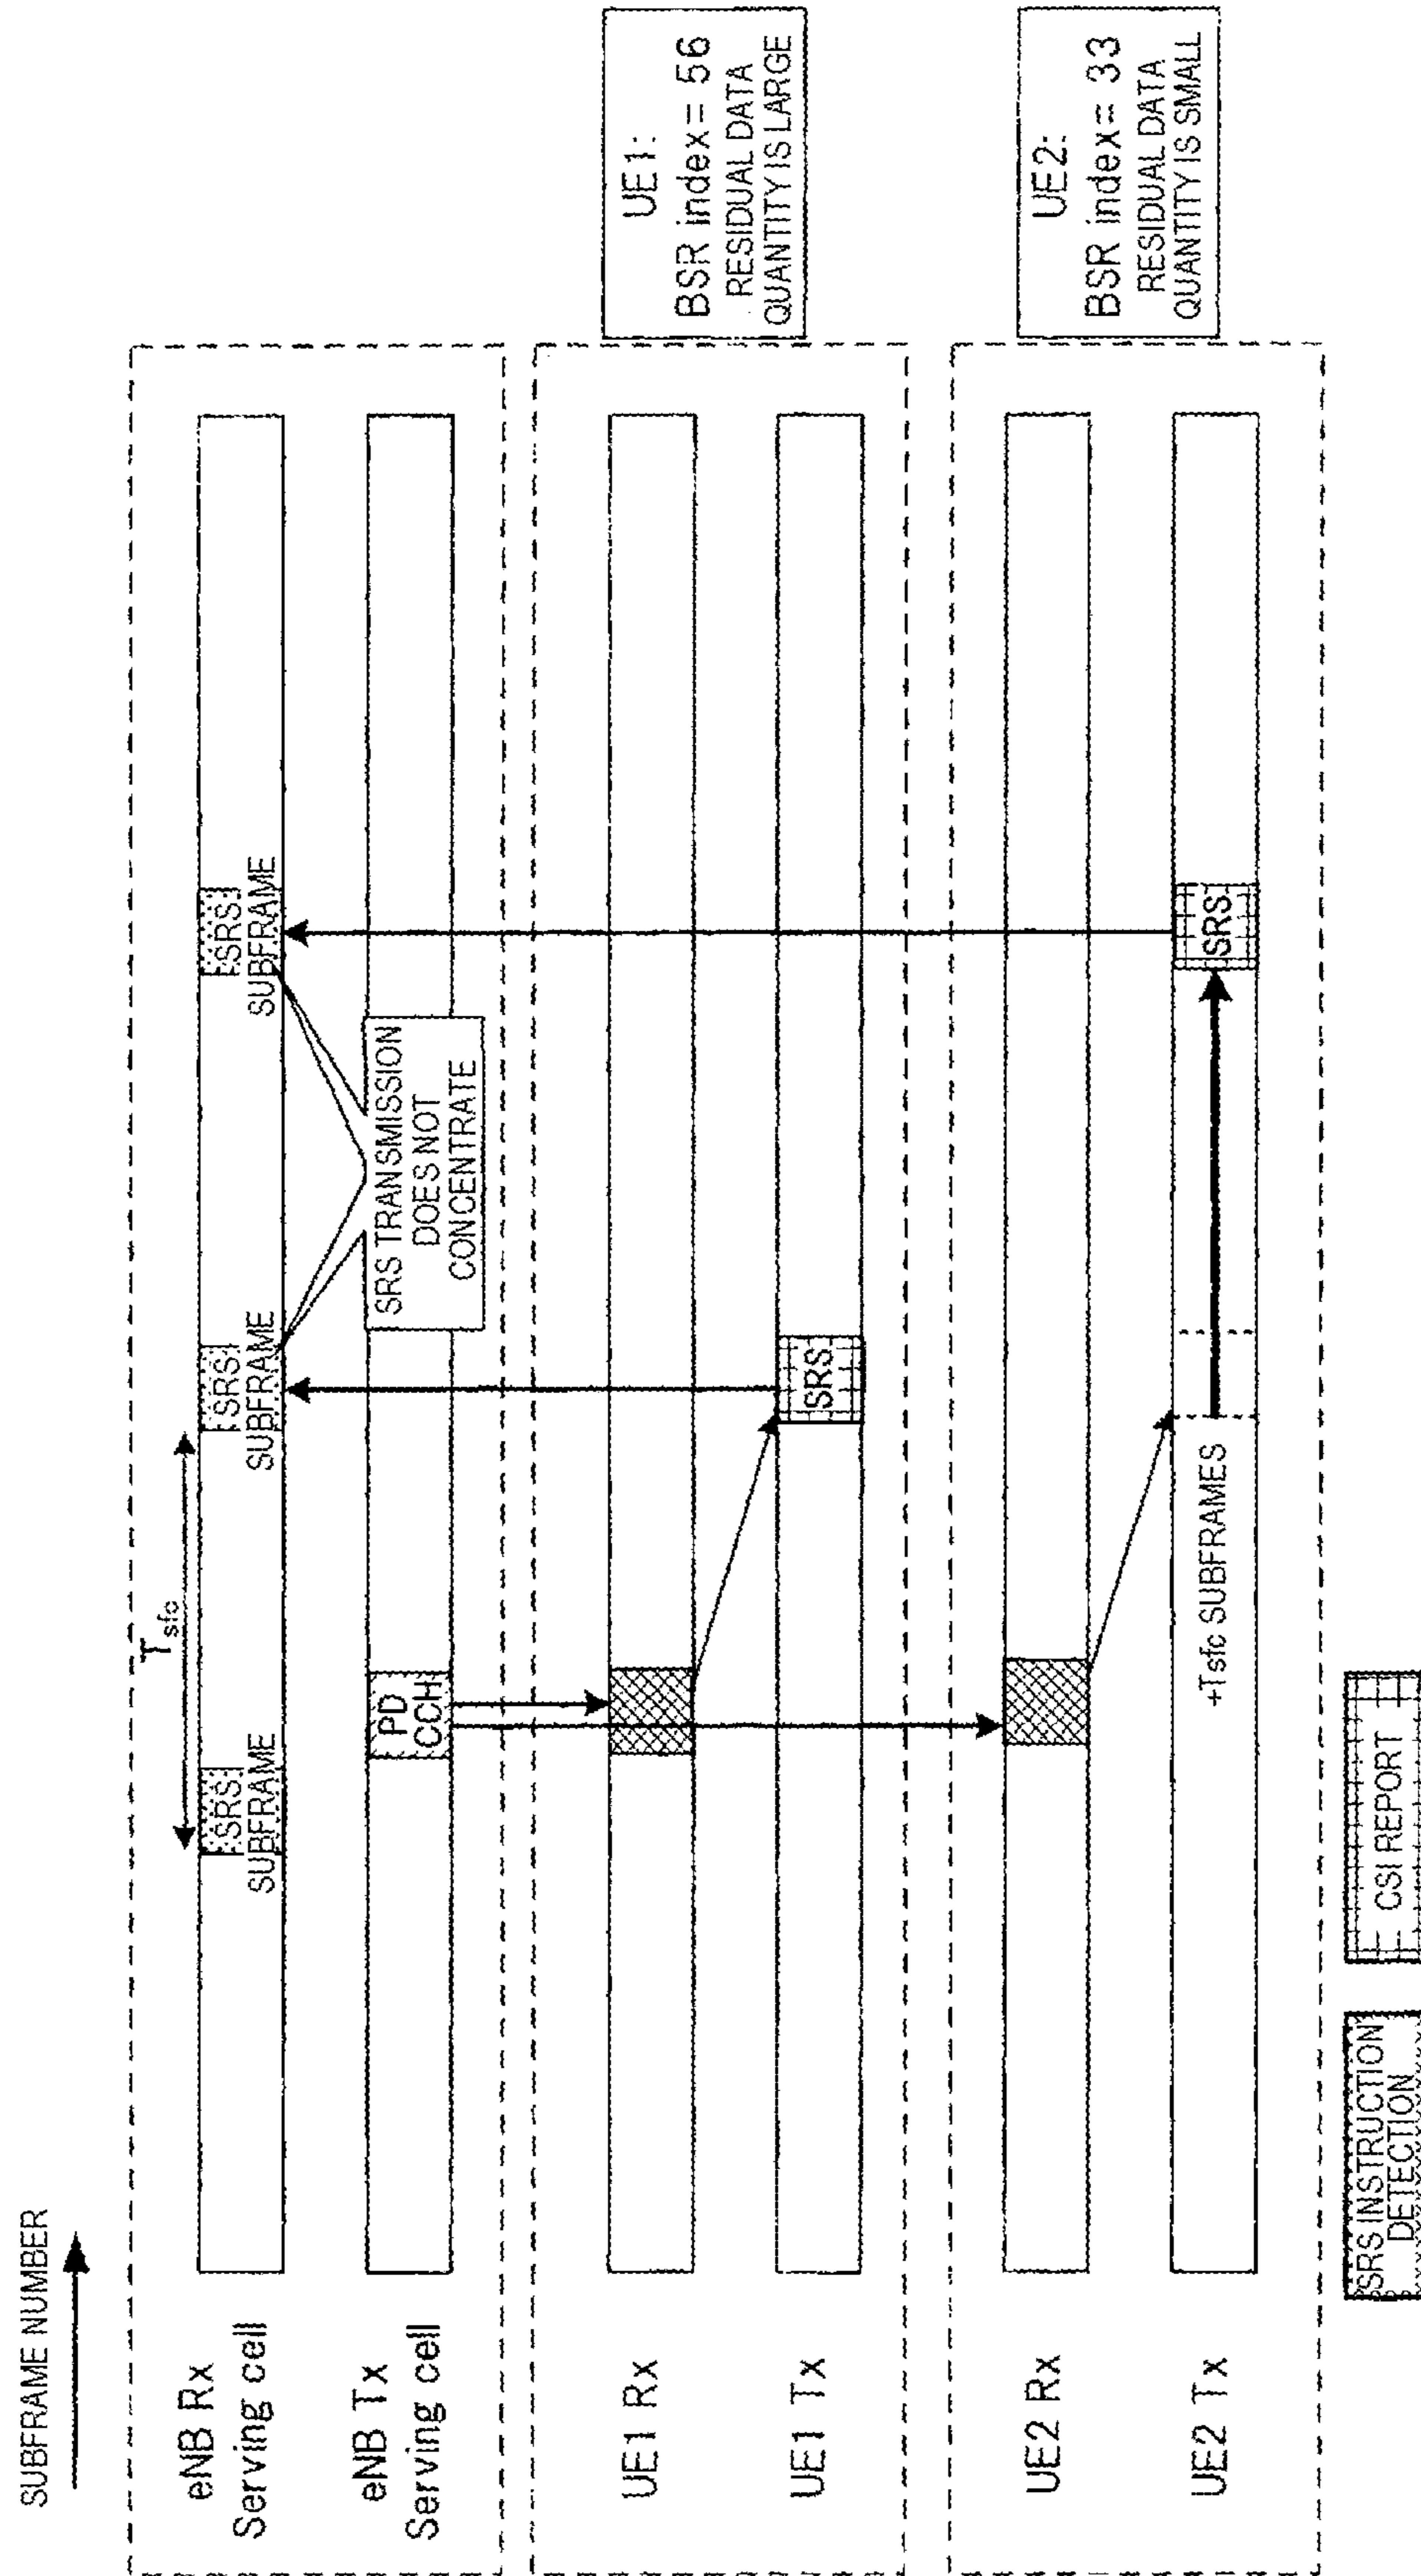 SUBFRAME NUMBER
eNB Rx
Serving cell
SRS
SUBFRAME
Tsfc
SRS
SUBFRAME
SRS
SUBFRAME
eNB Tx
Serving cell
PD
CCH
SRS TRANSMISSION
DOES NOT
CONCENTRATE
UE1 Rx
UE1 Tx
SRS
UE1:
BSR index= 56
RESIDUAL DATA
QUANTITY IS LARGE
UE2 Rx
UE2 Tx
+Tsfc SUBFRAMES
SRS
UE2:
BSR index= 33
RESIDUAL DATA
QUANTITY IS SMALL
SRS INSTRUCTION
DETECTION
CSI REPORT